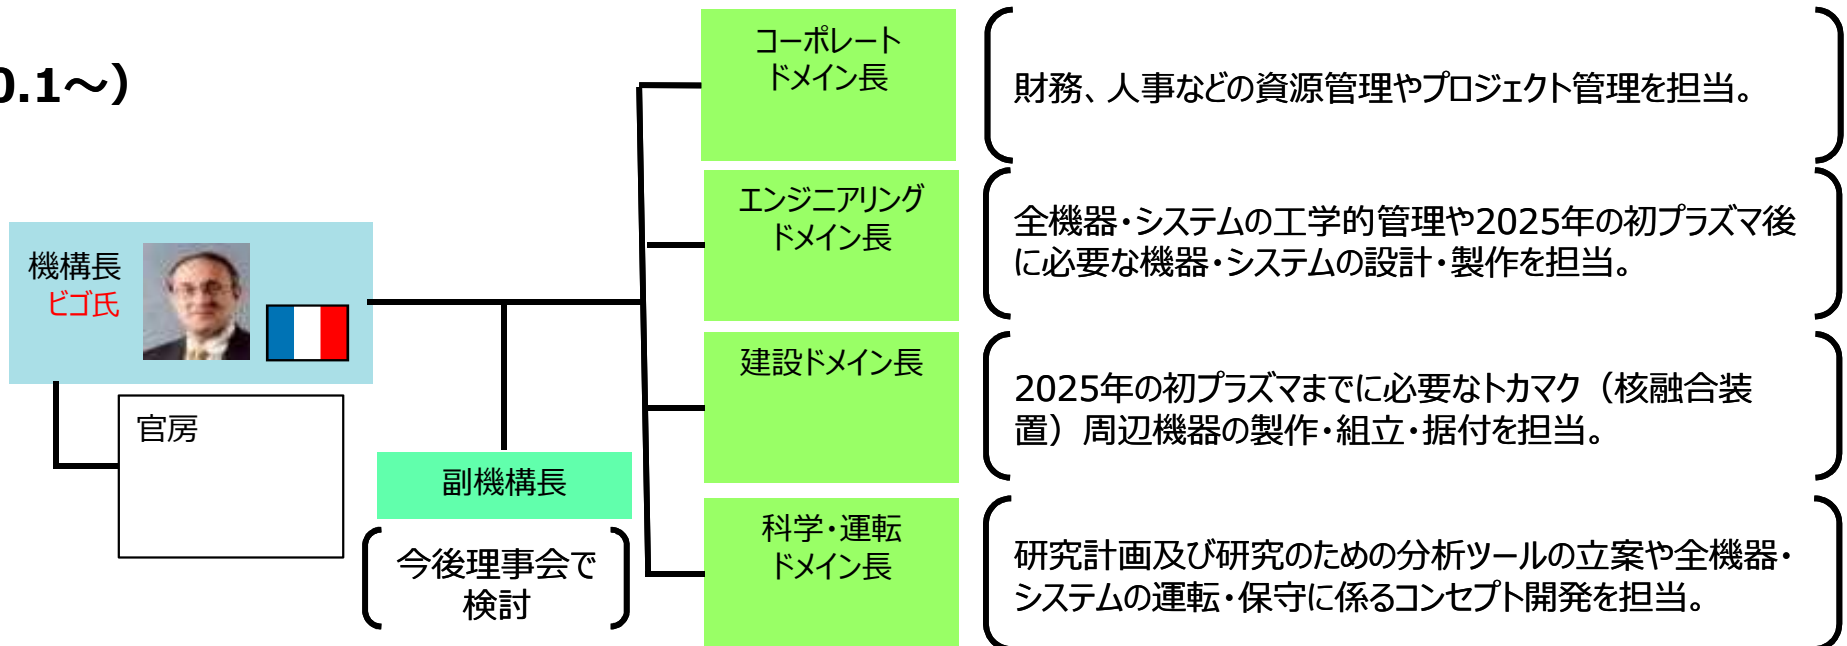 0.1～）
機構長
ビゴ氏
官房
副機構長
今後理事会で
検討
コーポレート
ドメイン長
財務、人事などの資源管理やプロジェクト管理を担当。
エンジニアリング
ドメイン長
全機器・システムの工学的管理や2025年の初プラズマ後
に必要な機器・システムの設計・製作を担当。
建設ドメイン長
2025年の初プラズマまでに必要なトカマク（核融合装
置）周辺機器の製作・組立・据付を担当。
科学・運転
ドメイン長
研究計画及び研究のための分析ツールの立案や全機器・
システムの運転・保守に係るコンセプト開発を担当。